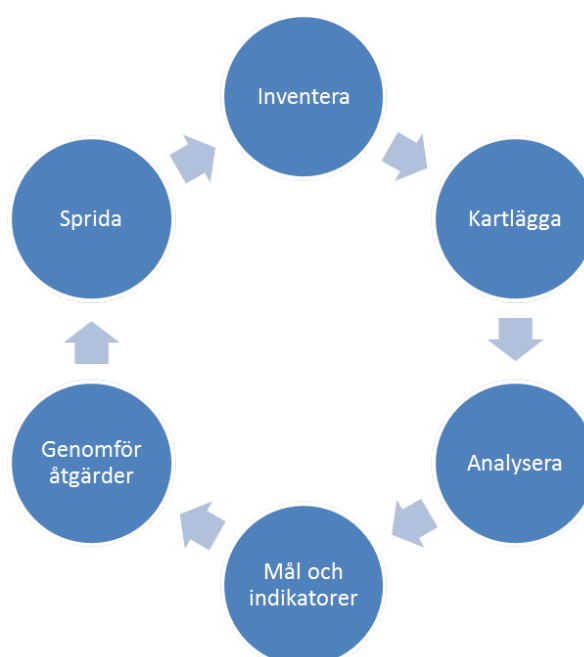 Inventera
Kartlägga
Analysera
Mål och
indikatorer
Genomför
åtgärder
Sprida